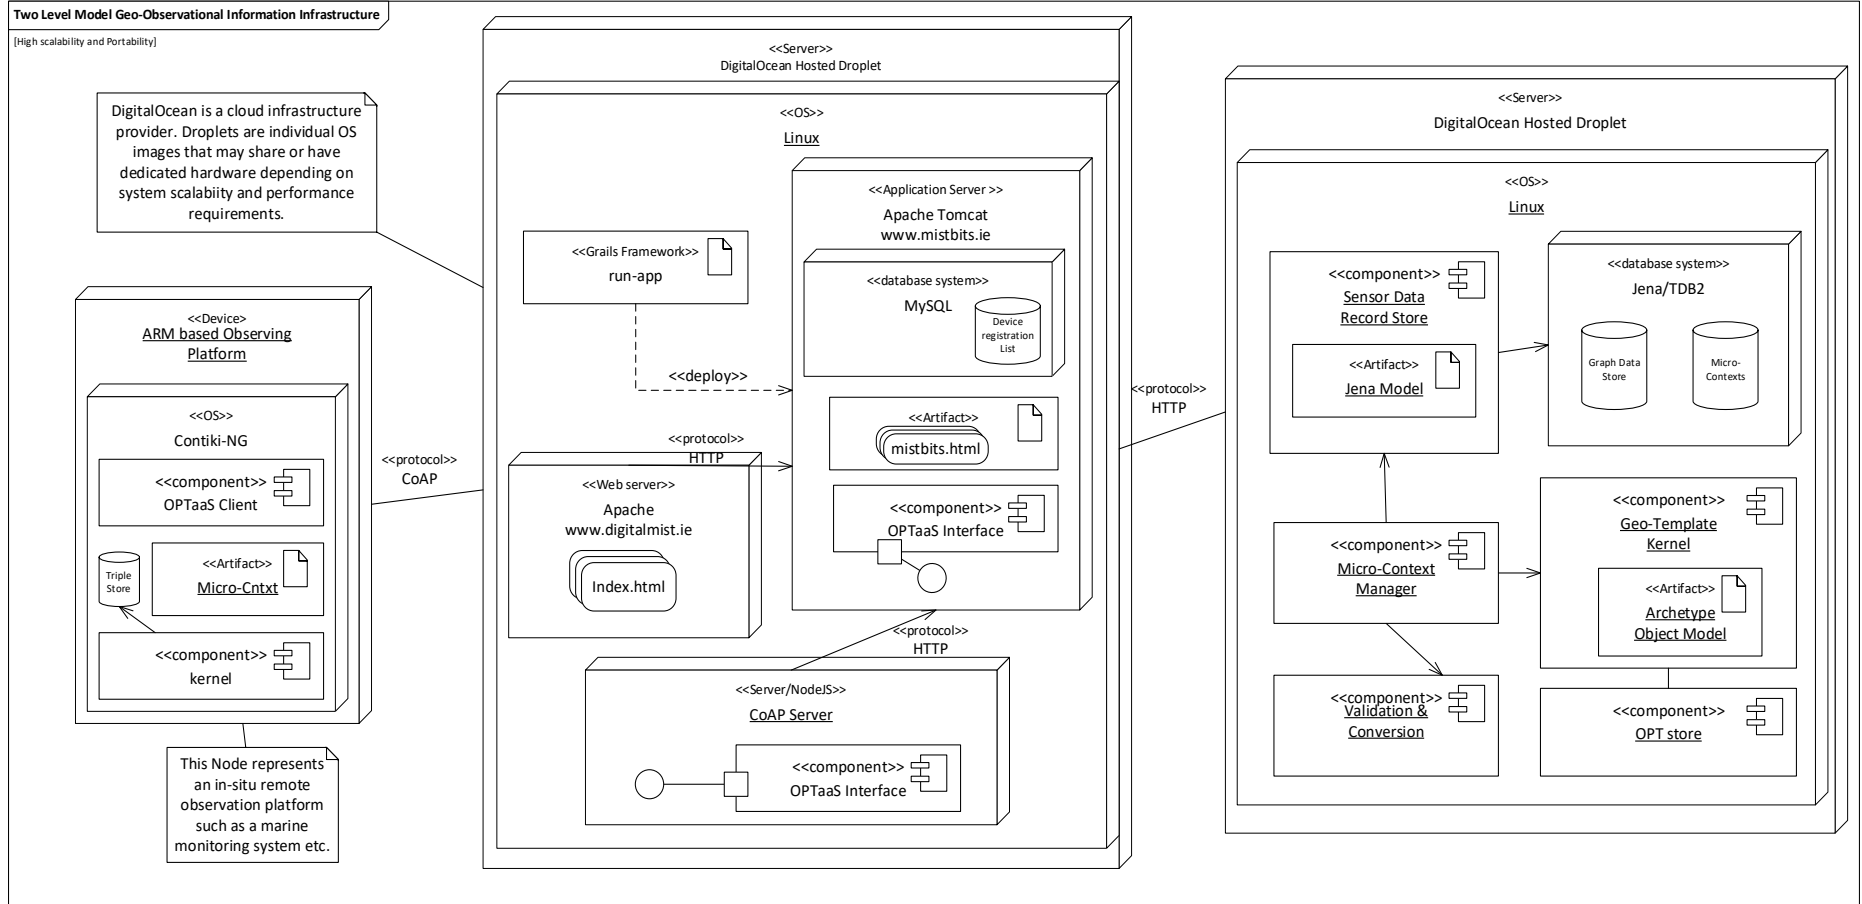 Two Level Model Geo-Observational Information Infrastructure
[High scalability and Portability]
DigitalOcean is a cloud infrastructure
provider. Droplets are individual OS
images that may share or have
dedicated hardware depending on
system scalabiity and performance
requirements.
<<Device>
ARM based Observing
Platform
<<OS>>
Contiki-NG
<<component>>
OPTaaS Client
Triple
Store
<<Artifact>>
Micro-Cntxt
<<component>>
kernel
This Node represents
an in-situ remote
observation platform
such as a marine
monitoring system etc.
<<protocol>>
CoAP
<<Server>>
DigitalOcean Hosted Droplet
<<OS>>
Linux
<<Grails Framework>>
run-app
<<deploy>>
<<Application Server >>
Apache Tomcat
www.mistbits.ie
<<database system>>
MySQL
Device
registration
List
<<Artifact>>
mistbits.html
<<component>>
OPTaaS Interface
<<protocol>>
HTTP
<<Web server>>
Apache
www.digitalmist.ie
Index.html
<<protocol>>
HTTP
<<Server/NodeJS>>
CoAP Server
<<component>>
OPTaaS Interface
<<protocol>>
HTTP
<<Server>>
DigitalOcean Hosted Droplet
<<OS>>
Linux
<<component>>
Sensor Data
Record Store
<<Artifact>>
Jena Model
<<database system>>
Jena/TDB2
Graph Data
Store
Micro-
Contexts
<<component>>
Micro-Context
Manager
<<component>>
Geo-Template
Kernel
<<Artifact>>
Archetype
Object Model
<<component>>
Validation &
Conversion
<<component>>
OPT store